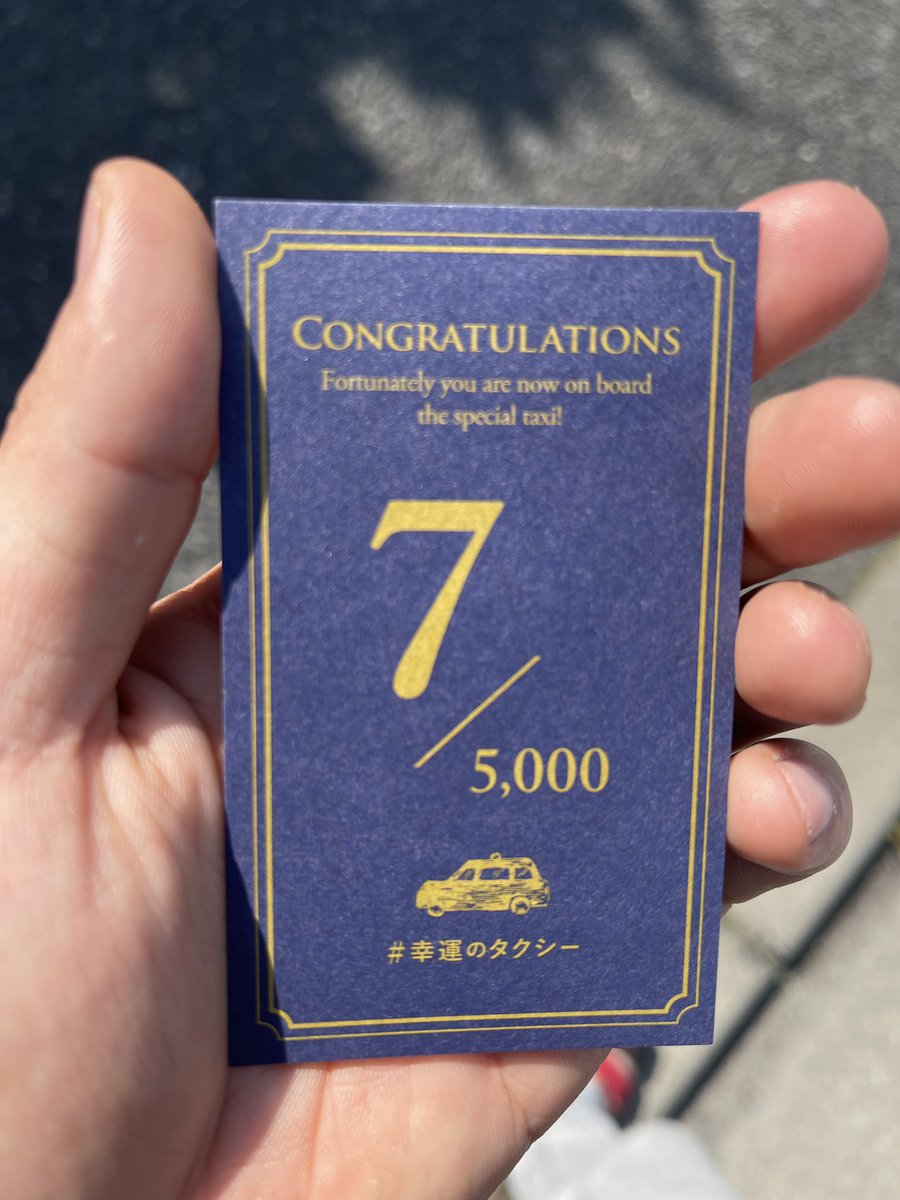 CONGRATULATIONS
Fortunately you are now on board
the special taxi!
7/
5,000
#幸運のタクシー